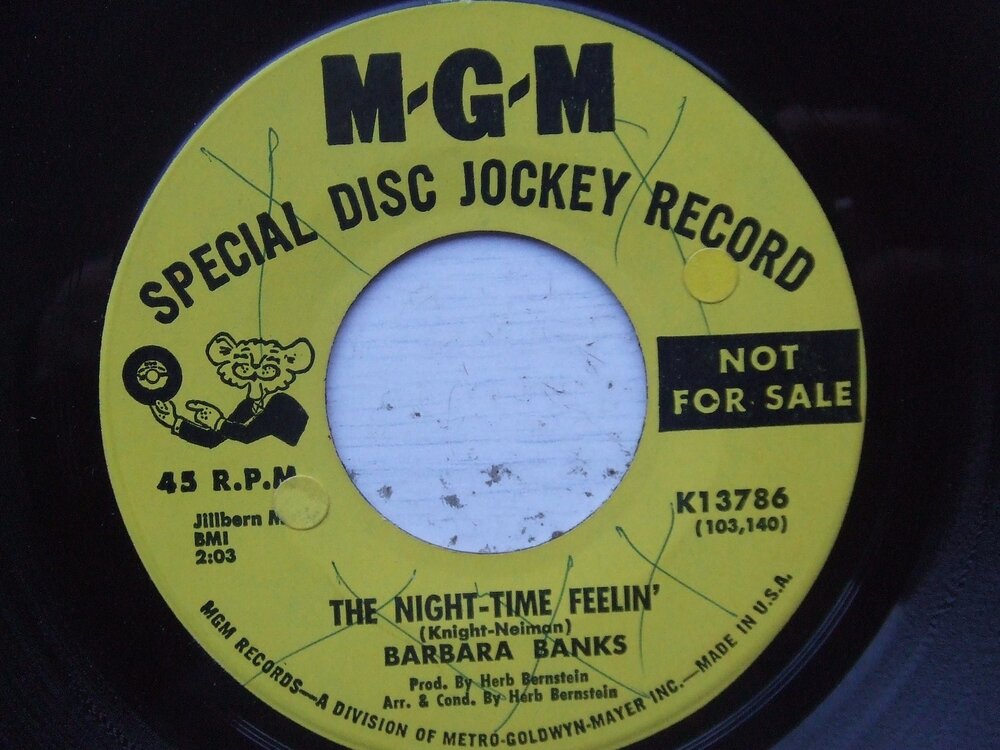 M-G-M
SPECIAL DISC JOCKEY RECORD
NOT
FOR SALE
45 R.P.M
Jillbern
BMI
2:03
K13786
(103,140)
THE NIGHT-TIME FEELIN'
(Knight-Neiman)
BARBARA BANKS
Prod. By Herb Bernstein
Arr. & Cond. By Herb Bernstein
MGM RECORDS—A DIVISION OF METRO-GOLDWYN-MAYER INC.—MADE IN U.S.A.